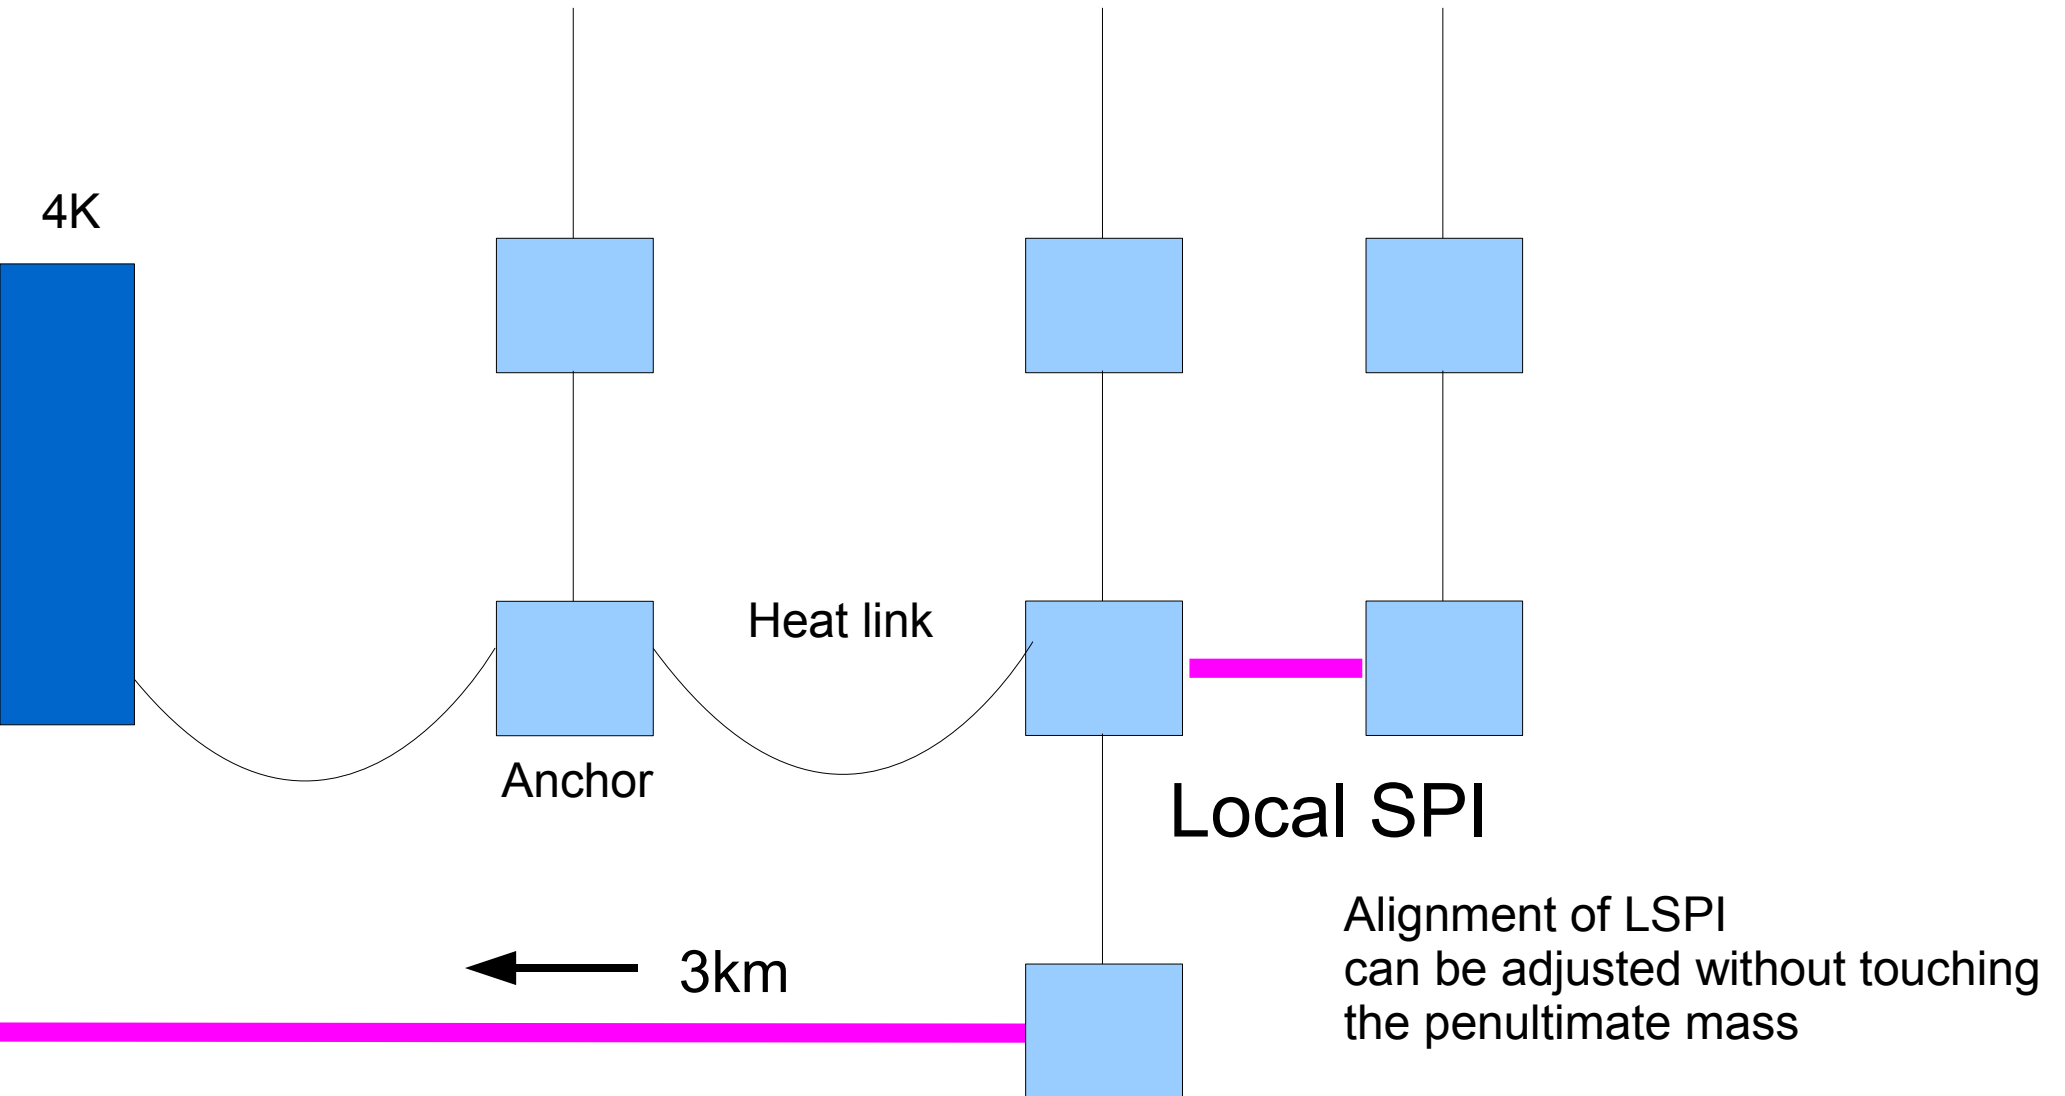 4K
Heat link
Anchor
Local SPI
Alignment of LSPI
can be adjusted without touching
the penultimate mass
3km